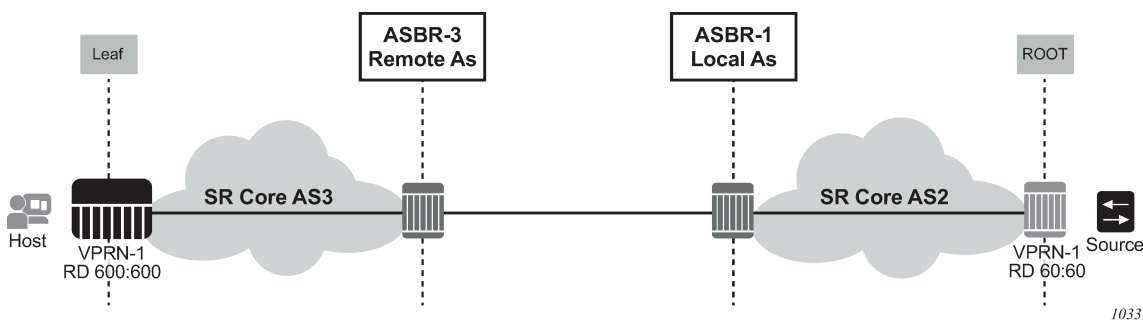 Leaf
ASBR-3
Remote As
ASBR-1
Local As
ROOT
SR Core AS3
SR Core AS2
Host
VPRN-1
RD 600:600
VPRN-1
RD 60:60
Source
1033